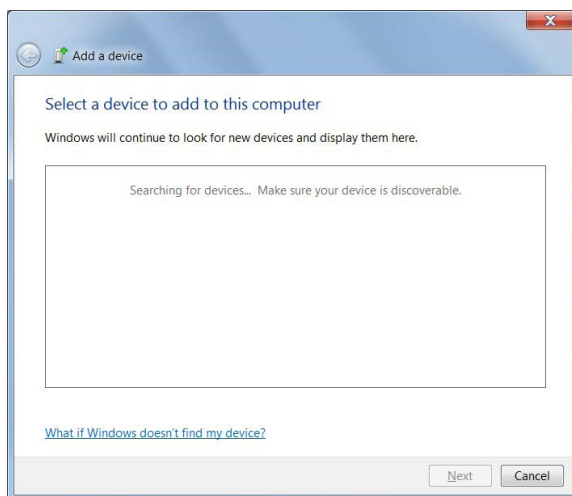 Add a device
Select a device to add to this computer
Windows will continue to look for new devices and display them here.
Searching for devices... Make sure your device is discoverable.
What if Windows doesn't find my device?
Next Cancel